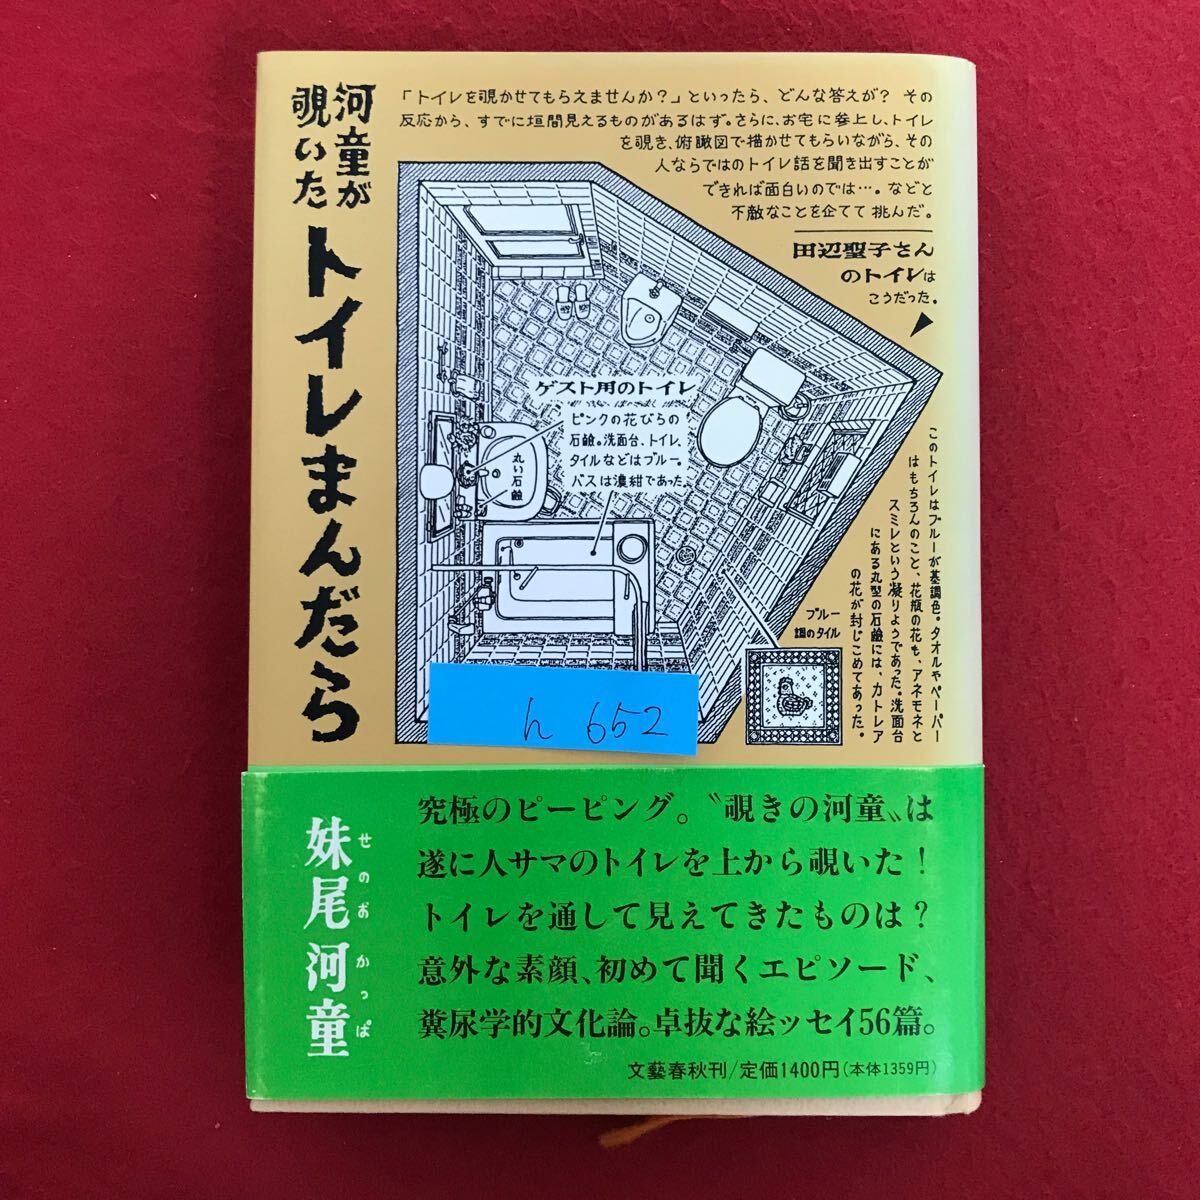 河童が
覗いた
トイレまんだら
「トイレを覗かせてもらえませんか?」といったら、どんな答えが? その
反応から、すでに垣間見えるものがあるはず。さらに、お宅に参上し、トイレ
を覗き、俯瞰図で描かせてもらいながら、その
人ならではのトイレ話を聞き出すことが
できれば面白いのでは…。などと
不敵なことを企てて挑んだ。
田辺聖子さん
のトイレは
こうだった。
ゲスト用のトイレ
ピンクの花びらの
石鹸。洗面台、トイレ、
タイルなどはブルー。
バスは濃紺であった。
丸い石鹸
ブルー
調のタイル
このトイレはブルーが基調色。タオルやペーパー
はもちろんのこと、花瓶の花も、アネモネと
スミレという凝りようであった。洗面台
にある丸型の石鹸には、カトレア
の花が封じこめてあった。
h 652
妹尾河童
せのおかっぱ
究極のピーピング。〝覗きの河童〟は
遂に人サマのトイレを上から覗いた!
トイレを通して見えてきたものは?
意外な素顔、初めて聞くエピソード、
糞尿学的文化論。卓抜な絵ッセイ56篇。
文藝春秋刊/定価1400円(本体1359円)